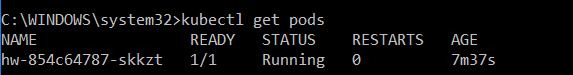 C:\WINDOWS\system32>kubectl get pods
NAME READY STATUS RESTARTS AGE
hw-854c64787-skkzt 1/1 Running 0 7m37s